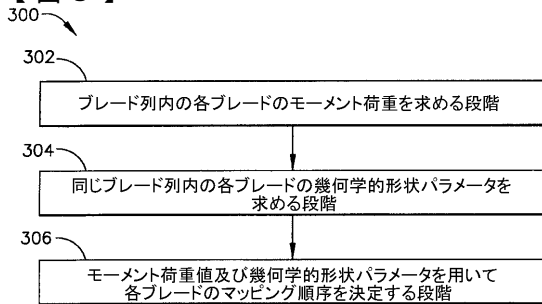 300
302
ブレード列内の各ブレードのモーメント荷重を求める段階
304
同じブレード列内の各ブレードの幾何学的形状パラメータを
求める段階
306
モーメント荷重値及び幾何学的形状パラメータを用いて
各ブレードのマッピング順序を決定する段階